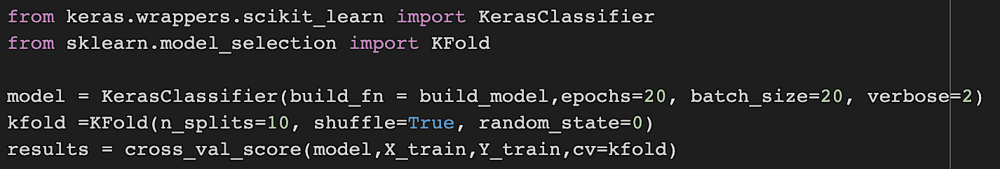 from keras.wrappers.scikit_learn import KerasClassifier
from sklearn.model_selection import KFold
model = KerasClassifier(build_fn = build_model,epochs=20, batch_size=20, verbose=2)
kfold =KFold(n_splits=10, shuffle=True, random_state=0)
results = cross_val_score(model,X_train,Y_train,cv=kfold)